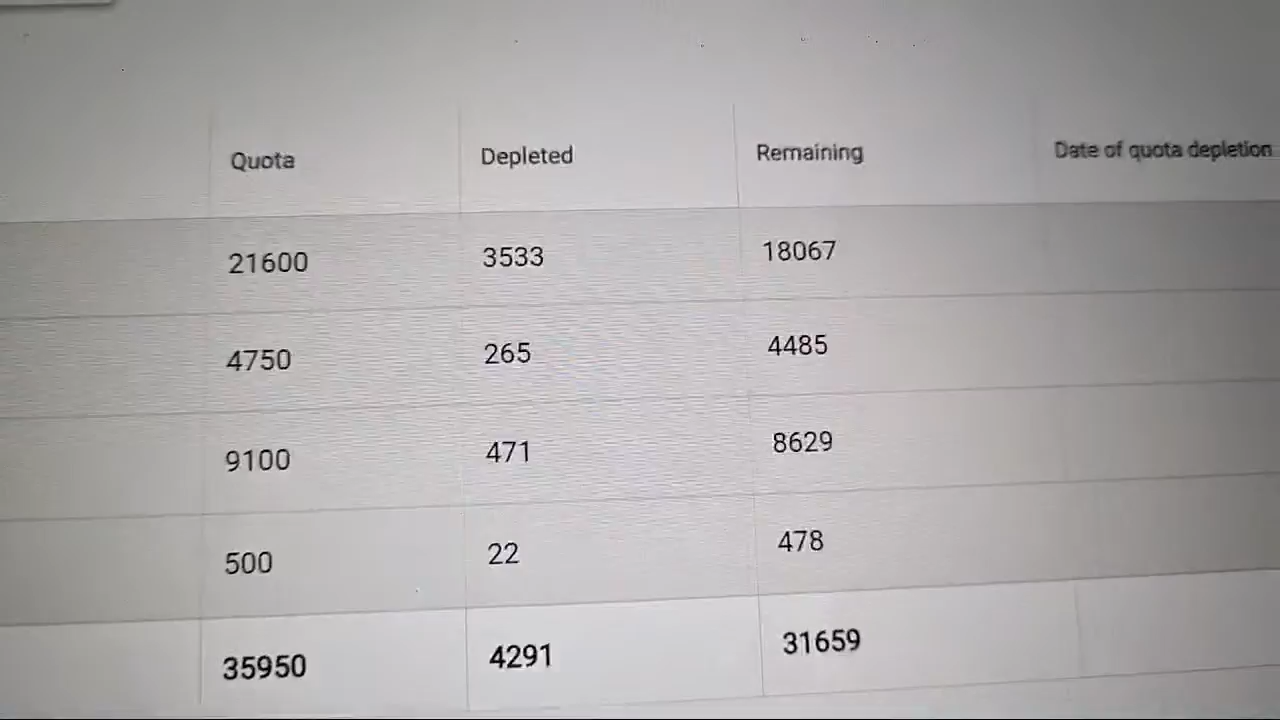 Quota Depleted Remaining Date of quota depletion
21600 3533 18067
4750 265 4485
9100 471 8629
500 22 478
35950 4291 31659